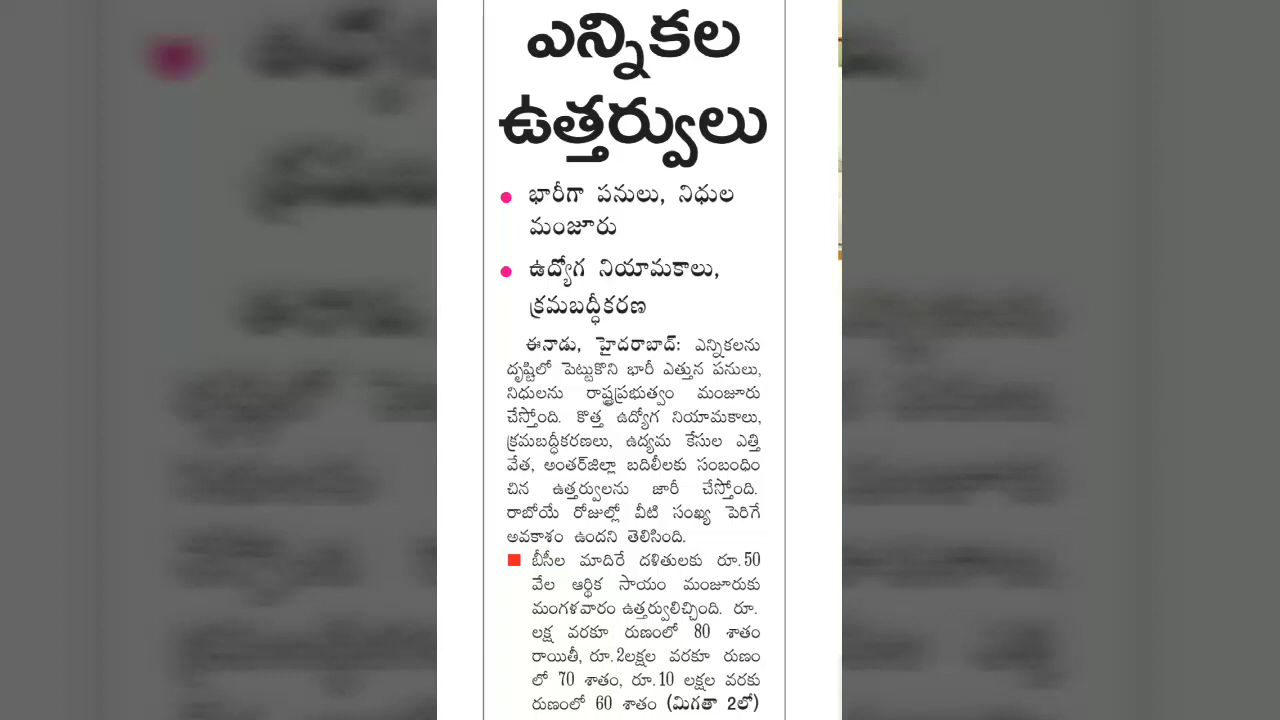 ఎన్నికల
ఉత్తర్వులు
● భారీగా పనులు, నిధుల
మంజూరు
● ఉద్యోగ నియామకాలు,
క్రమబద్ధీకరణ
ఈనాడు, హైదరాబాద్: ఎన్నికలను
దృష్టిలో పెట్టుకొని భారీ ఎత్తున పనులు,
నిధులను రాష్ట్రప్రభుత్వం మంజూరు
చేస్తోంది. కొత్త ఉద్యోగ నియామకాలు,
క్రమబద్ధీకరణలు, ఉద్యమ కేసుల ఎత్తి
వేత, అంతర్‌జిల్లా బదిలీలకు సంబంధిం
చిన ఉత్తర్వులను జారీ చేస్తోంది.
రాబోయే రోజుల్లో వీటి సంఖ్య పెరిగే
అవకాశం ఉందని తెలిసింది.
■ బీసీల మాదిరే దళితులకు రూ.50
వేల ఆర్థిక సాయం మంజూరుకు
మంగళవారం ఉత్తర్వులిచ్చింది. రూ.
లక్ష వరకూ రుణంలో 80 శాతం
రాయితీ, రూ.2లక్షల వరకూ రుణం
లో 70 శాతం, రూ.10 లక్షల వరకు
రుణంలో 60 శాతం (మిగతా 2లో)